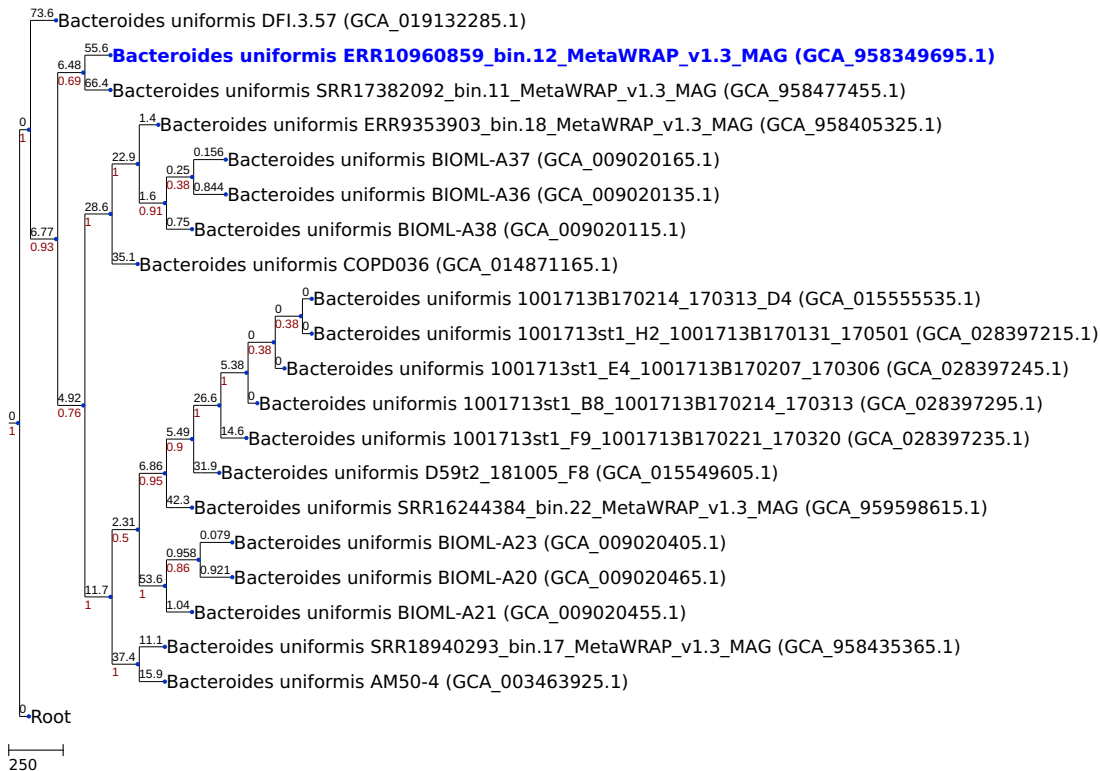 73.6 Bacteroides uniformis DFI.3.57 (GCA_019132285.1)
55.6 Bacteroides uniformis ERR10960859_bin.12_MetaWRAP_v1.3_MAG (GCA_958349695.1)
6.48
0.69
66.4 Bacteroides uniformis SRR17382092_bin.11_MetaWRAP_v1.3_MAG (GCA_958477455.1)
0
1
1.4 Bacteroides uniformis ERR9353903_bin.18_MetaWRAP_v1.3_MAG (GCA_958405325.1)
22.9
1
0.156 Bacteroides uniformis BIOML-A37 (GCA_009020165.1)
0.25
0.38
0.844 Bacteroides uniformis BIOML-A36 (GCA_009020135.1)
1.6
0.91
28.6
1
0.75 Bacteroides uniformis BIOML-A38 (GCA_009020115.1)
6.77
0.93
35.1 Bacteroides uniformis COPD036 (GCA_014871165.1)
0 Bacteroides uniformis 1001713B170214_170313_D4 (GCA_015555535.1)
0
0.38
0 Bacteroides uniformis 1001713st1_H2_1001713B170131_170501 (GCA_028397215.1)
0
0.38
0 Bacteroides uniformis 1001713st1_E4_1001713B170207_170306 (GCA_028397245.1)
5.38
1
0 Bacteroides uniformis 1001713st1_B8_1001713B170214_170313 (GCA_028397295.1)
26.6
1
4.92
0.76
0
1
14.6 Bacteroides uniformis 1001713st1_F9_1001713B170221_170320 (GCA_028397235.1)
5.49
0.9
31.9 Bacteroides uniformis D59t2_181005_F8 (GCA_015549605.1)
6.86
0.95
42.3 Bacteroides uniformis SRR16244384_bin.22_MetaWRAP_v1.3_MAG (GCA_959598615.1)
2.31
0.5
0.079 Bacteroides uniformis BIOML-A23 (GCA_009020405.1)
0.958
0.86
0.921 Bacteroides uniformis BIOML-A20 (GCA_009020465.1)
53.6
1
11.7
1
1.04 Bacteroides uniformis BIOML-A21 (GCA_009020455.1)
11.1 Bacteroides uniformis SRR18940293_bin.17_MetaWRAP_v1.3_MAG (GCA_958435365.1)
37.4
1
15.9 Bacteroides uniformis AM50-4 (GCA_003463925.1)
0 Root
250